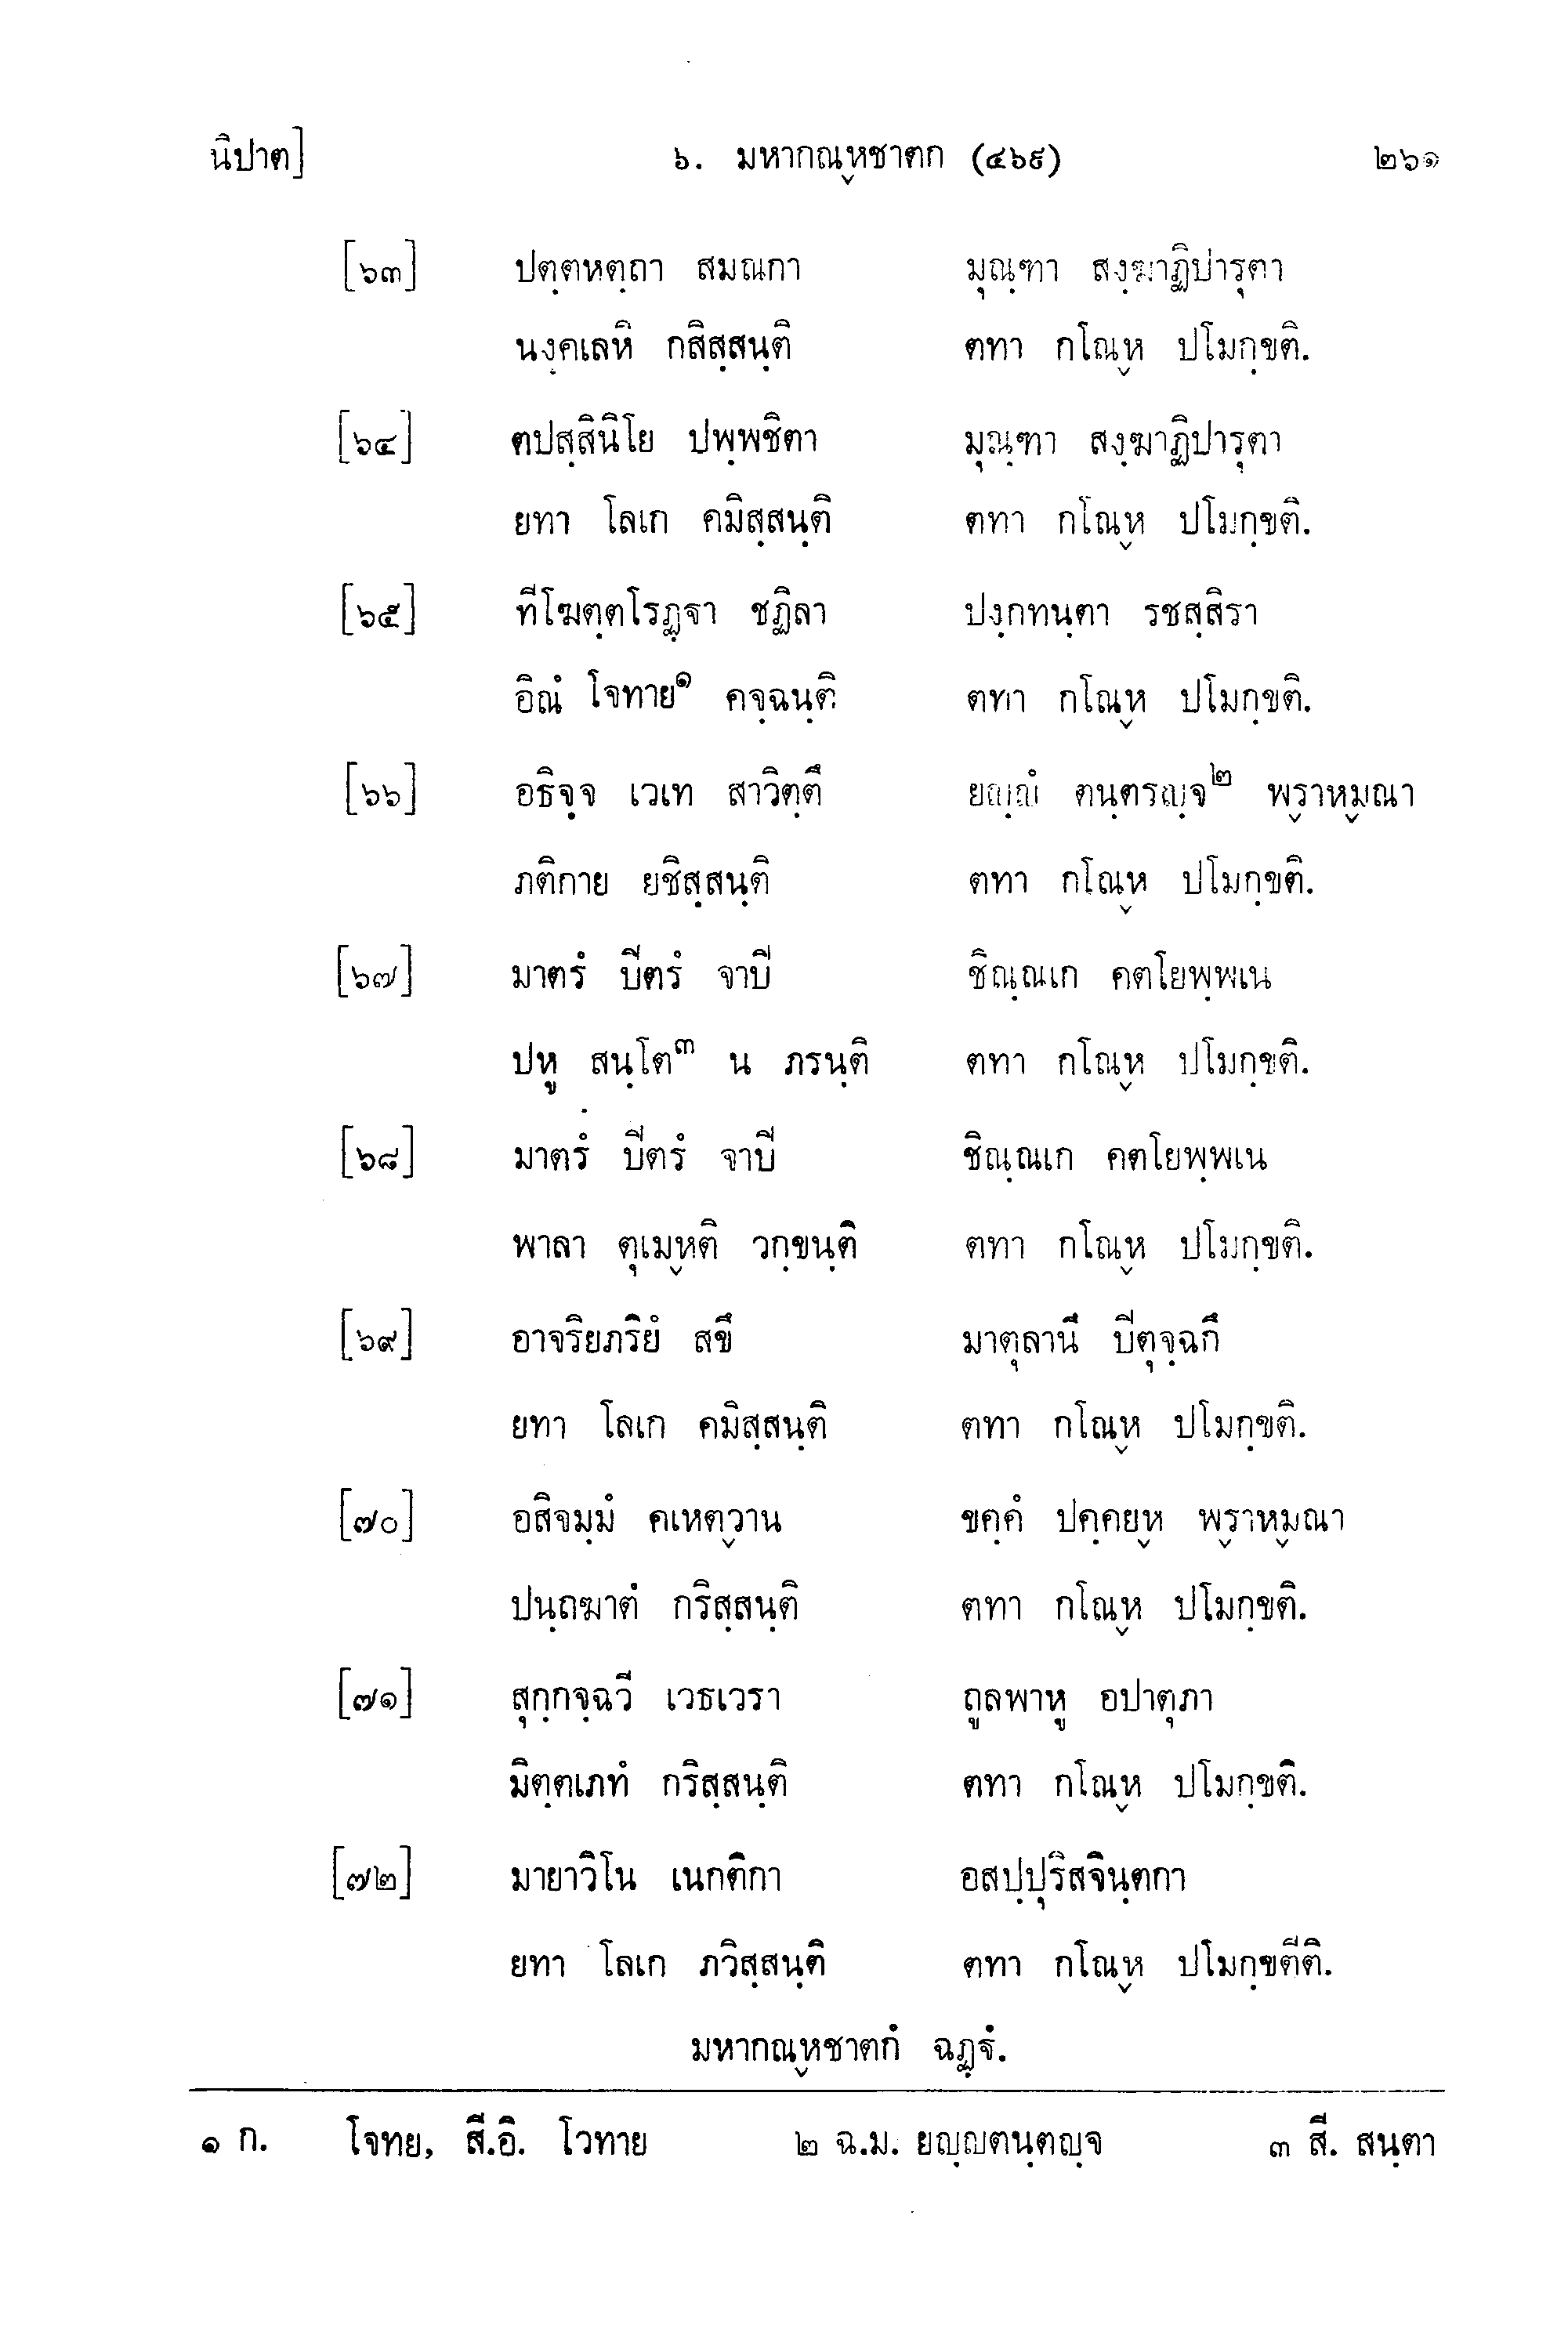 นิปาต] ๖. มหากณฺหชาตก (๔๖๙) ๒๖๑
[๖๓] ปตฺตหตฺถา สมณกา มุณฺฑา สงฺฆาฏิปารุตา
นงฺคเลหิ กสิสฺสนฺติ ตทา กโณฺห ปโมกฺขติ.
[๖๔] ตปสฺสินิโย ปพฺพชิตา มุณฺฑา สงฺฆาฏิปารุตา
ยทา โลเก คมิสฺสนฺติ ตทา กโณฺห ปโมกฺขติ.
[๖๕] ทีโฆตฺตโรฏฺฐา ชฏิลา ปงฺกทนฺตา รชสฺสิรา
อิณํ โจทาย๑ คจฺฉนฺติ ตทา กโณฺห ปโมกฺขติ.
[๖๖] อธิจฺจ เวเท สาวิตฺตึ ยญฺญํ ตนฺตรญฺจ๒ พฺราหฺมณา
ภติกาย ยชิสฺสนฺติ ตทา กโณฺห ปโมกฺขติ.
[๖๗] มาตรํ ปิตรํ จาปิ ชิณฺณเก คตโยพฺพเน
ปหู สนฺโต๓ น ภรนฺติ ตทา กโณฺห ปโมกฺขติ.
[๖๘] มาตรํ ปิตรํ จาปิ ชิณฺณเก คตโยพฺพเน
พาลา ตุเมฺหติ วกฺขนฺติ ตทา กโณฺห ปโมกฺขติ.
[๖๙] อาจริยภริยํ สขึ มาตุลานึ ปิตุจฺฉกึ
ยทา โลเก คมิสฺสนฺติ ตทา กโณฺห ปโมกฺขติ.
[๗๐] อสิจมฺมํ คเหตฺวาน ขคฺคํ ปคฺคยฺห พฺราหฺมณา
ปนฺถฆาตํ กริสฺสนฺติ ตทา กโณฺห ปโมกฺขติ.
[๗๑] สุกฺกจฺฉวี เวธเวรา ถูลพาหู อปาตุภา
มิตฺตเภทํ กริสฺสนฺติ ตทา กโณฺห ปโมกฺขติ.
[๗๒] มายาวิโน เนกติกา อสปฺปุริสจินฺตกา
ยทา โลเก ภวิสฺสนฺติ ตทา กโณฺห ปโมกฺขตีติ.
มหากณฺหชาตกํ ฉฏฺฐํ.
๑ ก. โจทย, สี.อิ. โวทาย ๒ ฉ.ม. ยญฺญตนฺตญฺจ ๓ สี. สนฺตา